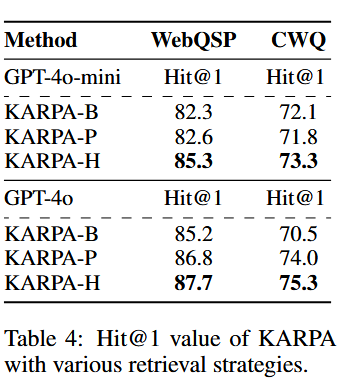 Method WebQSP CWQ
GPT-4o-mini Hit@1 Hit@1
KARPA-B 82.3 72.1
KARPA-P 82.6 71.8
KARPA-H 85.3 73.3
GPT-4o Hit@1 Hit@1
KARPA-B 85.2 70.5
KARPA-P 86.8 74.0
KARPA-H 87.7 75.3
Table 4: Hit@1 value of KARPA
with various retrieval strategies.